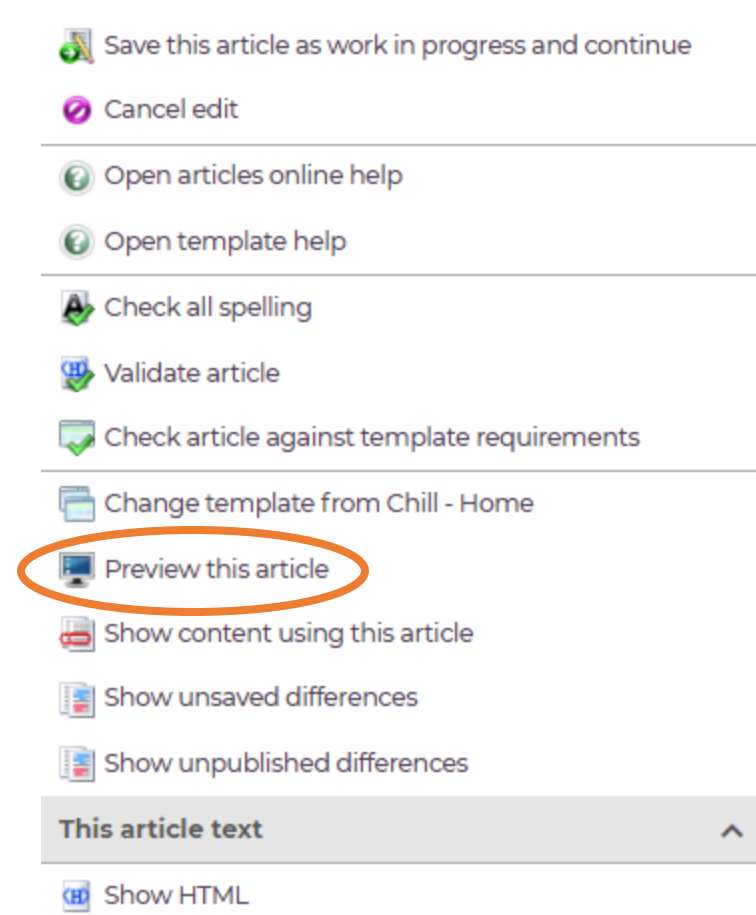 Save this article as work in progress and continue
Cancel edit
Open articles online help
Open template help
Check all spelling
Validate article
Check article against template requirements
Change template from Chill - Home
Preview this article
Show content using this article
Show unsaved differences
Show unpublished differences
This article text
Show HTML